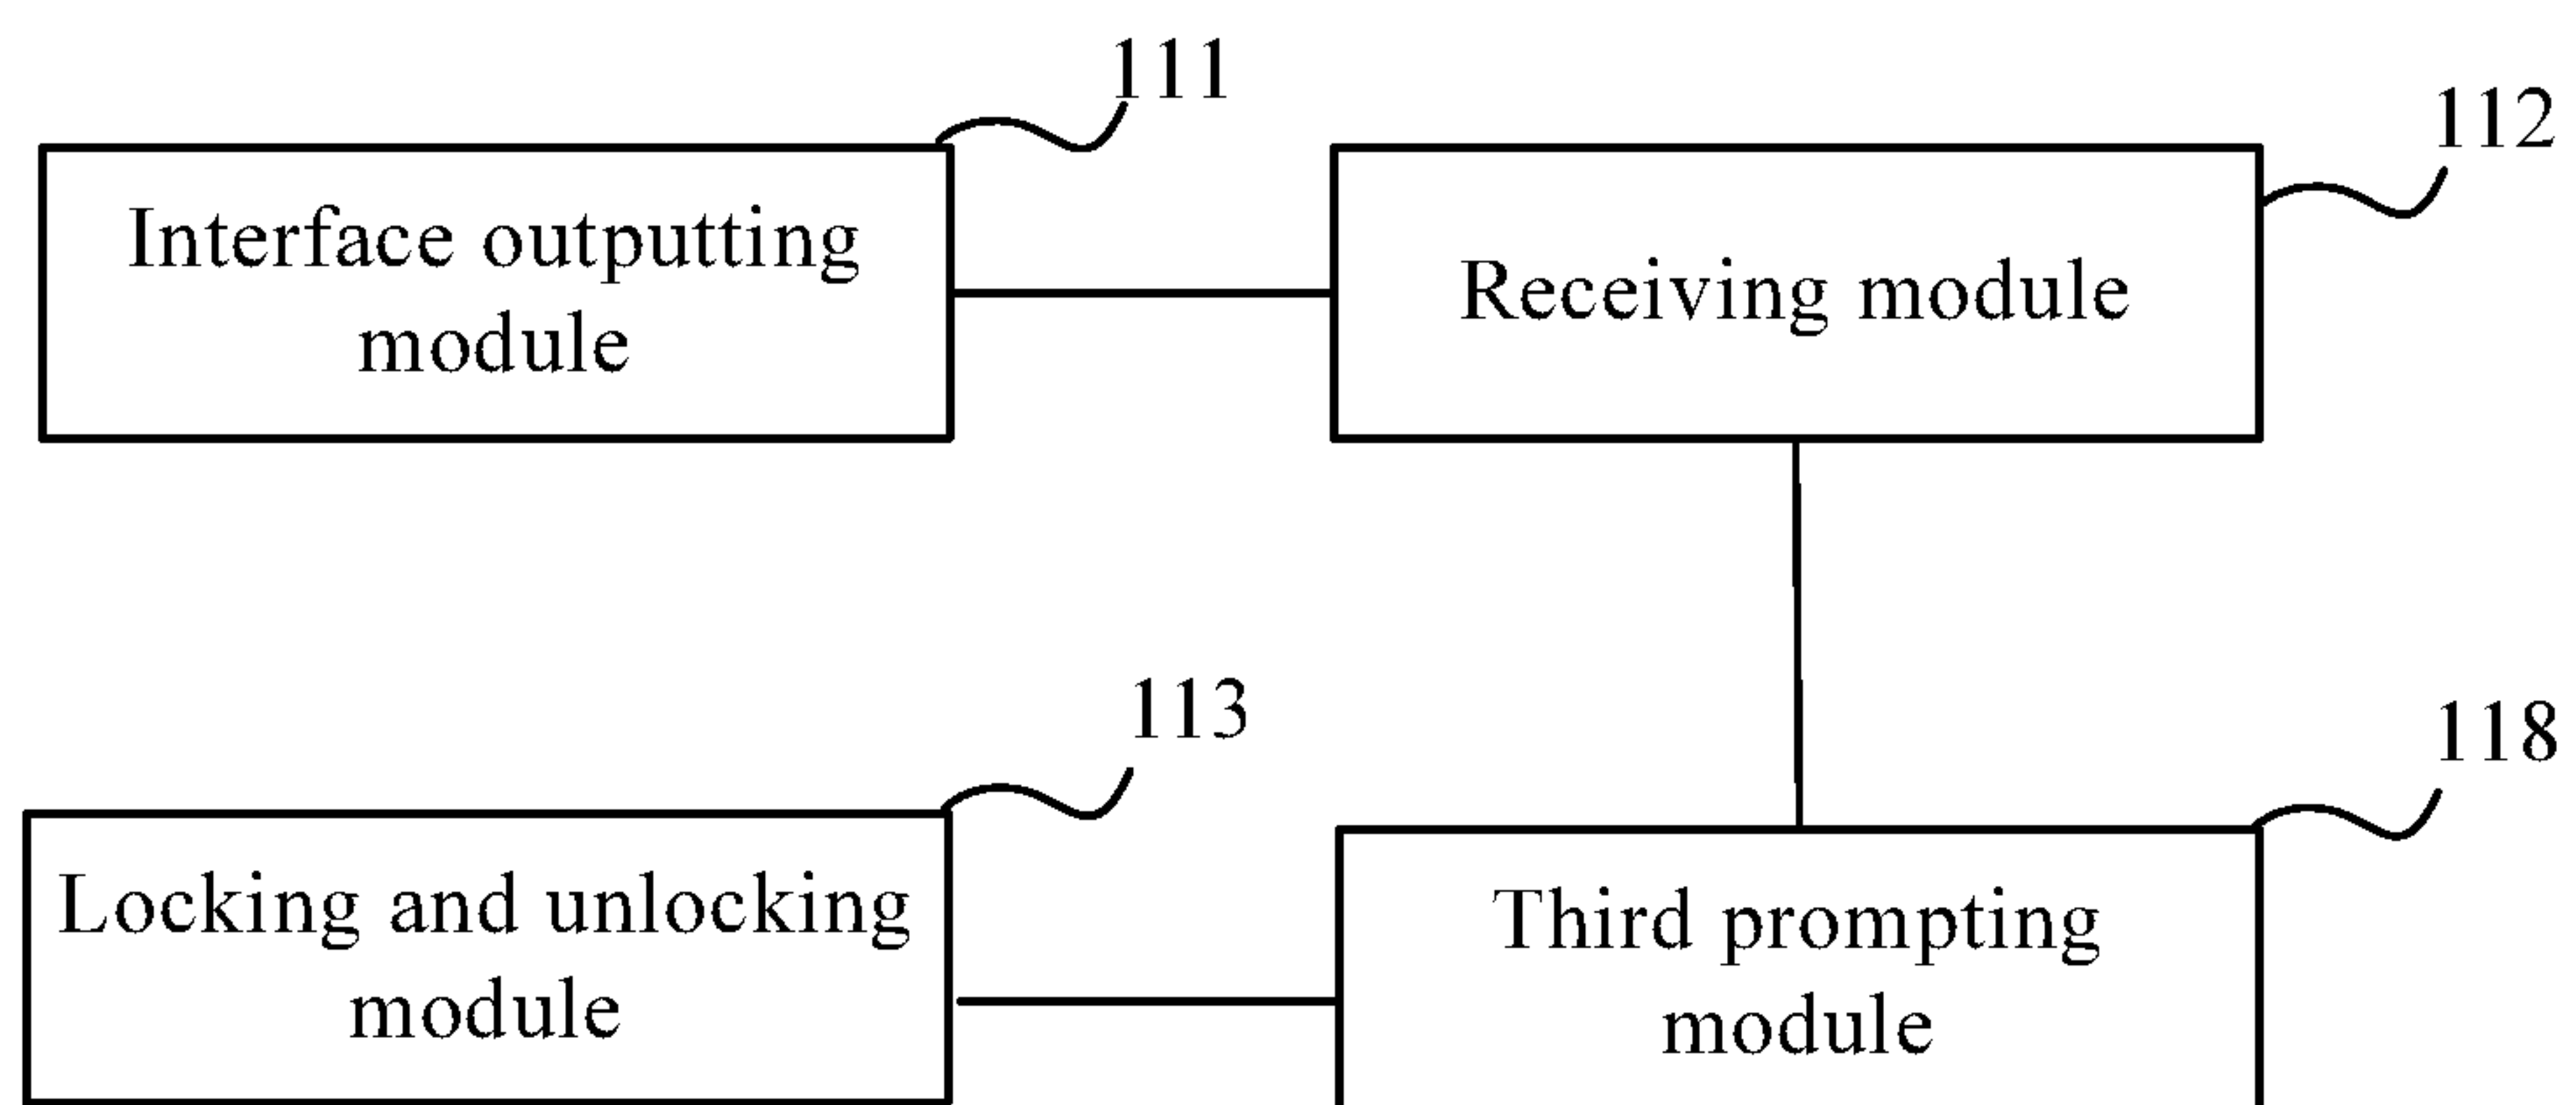 111
112
Interface outputting
module
Receiving module
113
118
Locking and unlocking
module
Third prompting
module